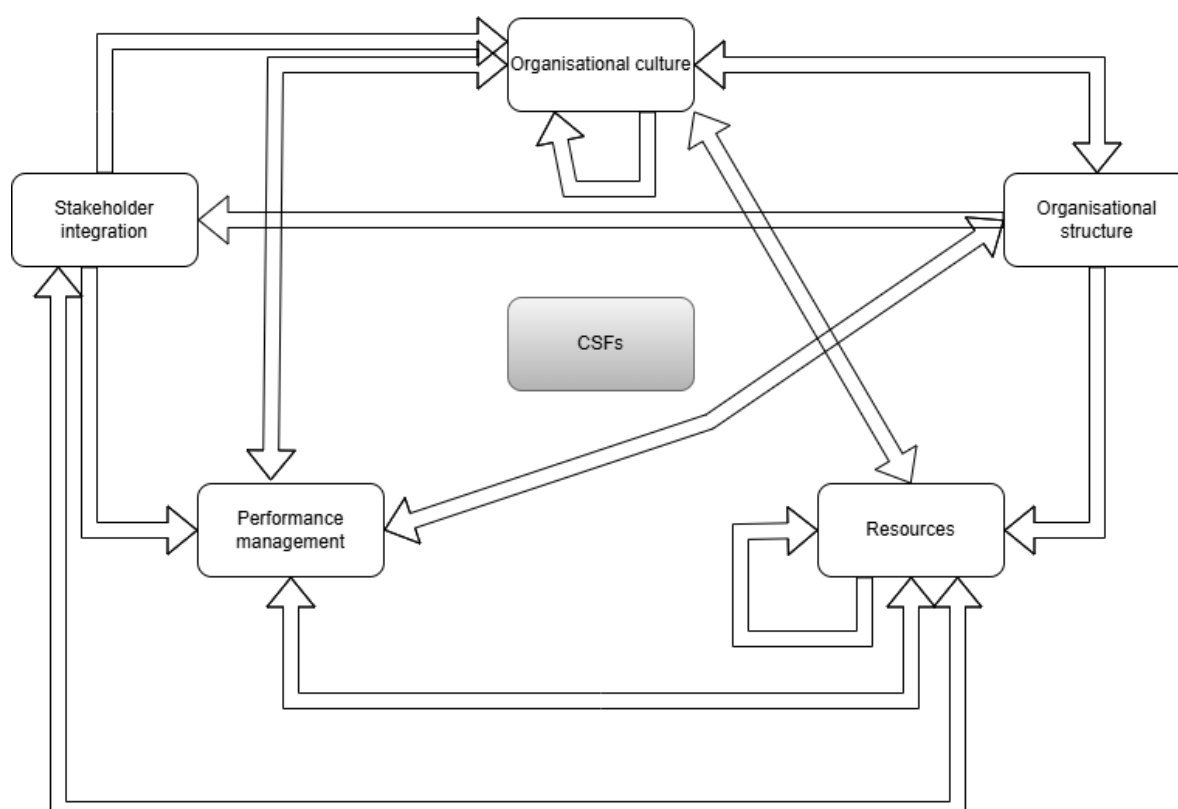 Organisational culture
Stakeholder
integration
Organisational
structure
CSFs
Performance
management
Resources